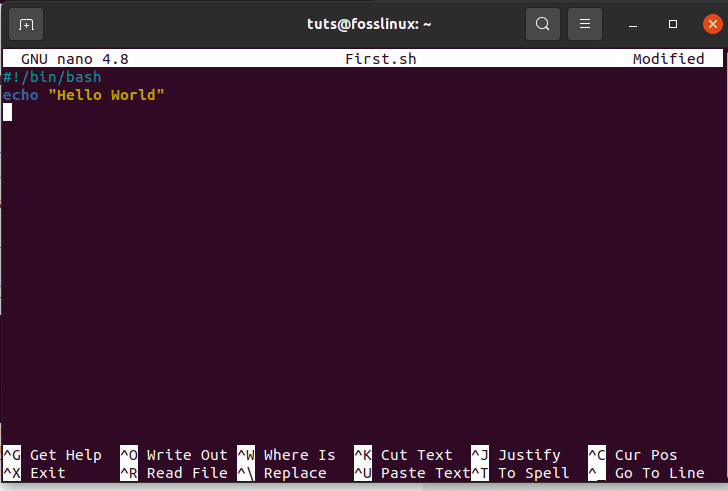 tuts@fosslinux: ~
GNU nano 4.8 First.sh Modified
#!/bin/bash
echo "Hello World"
^G Get Help ^O Write Out ^W Where Is ^K Cut Text ^J Justify ^C Cur Pos
^X Exit ^R Read File ^\ Replace ^U Paste Text^T To Spell ^_ Go To Line